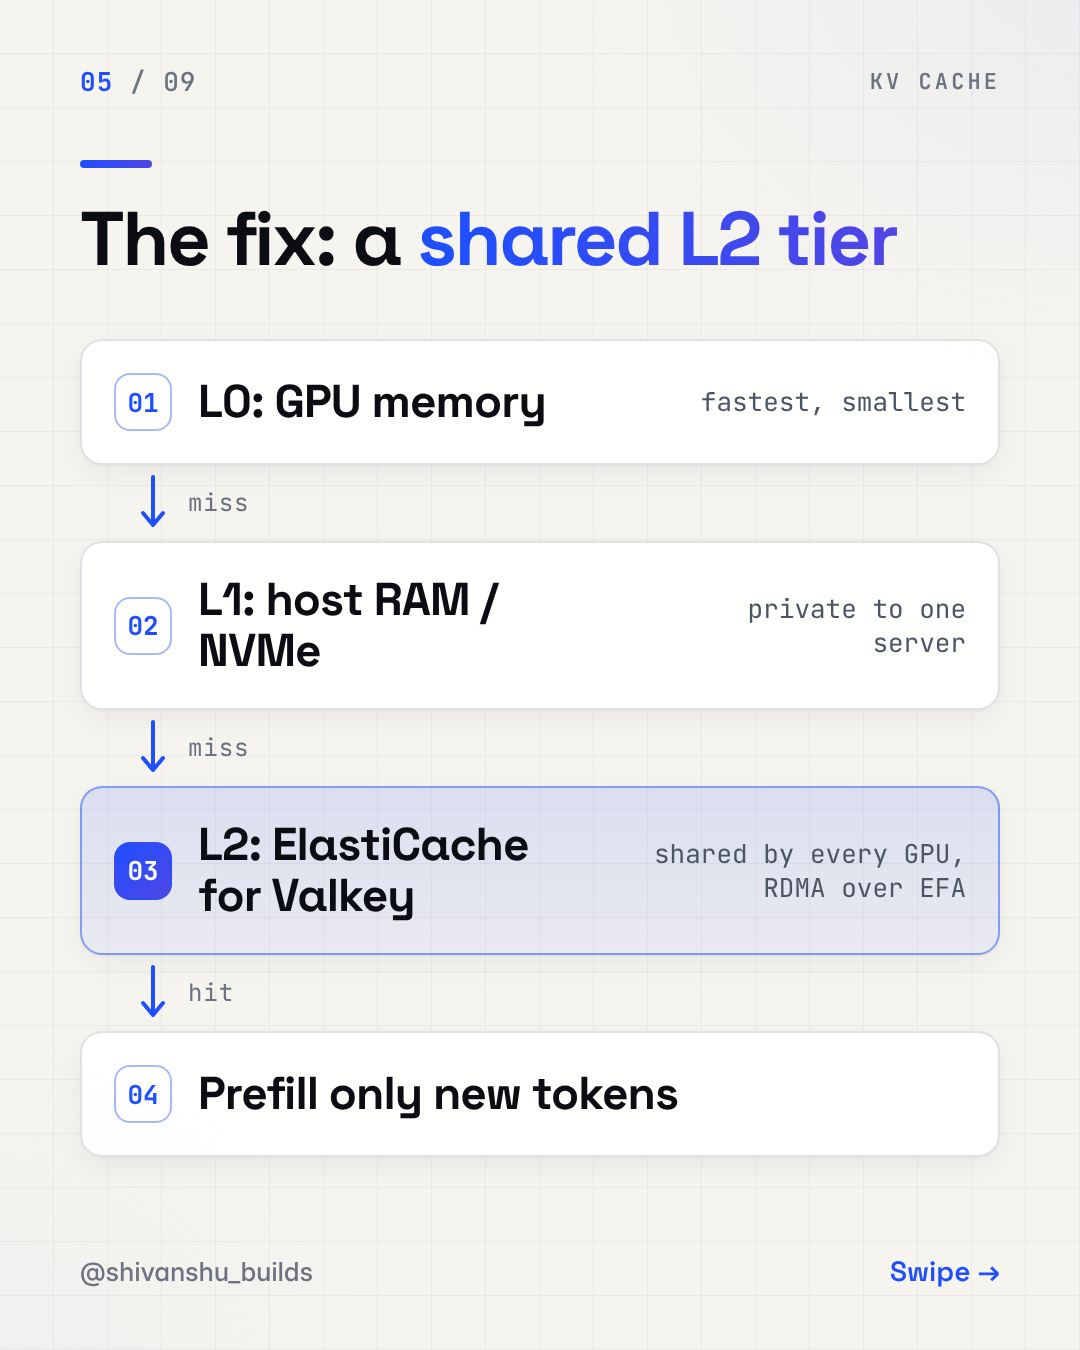 05 / 09
KV CACHE
The fix: a shared L2 tier
01
L0: GPU memory
fastest, smallest
miss
02
L1: host RAM /
NVMe
private to one
server
miss
03
L2: ElastiCache
for Valkey
shared by every GPU,
RDMA over EFA
hit
04
Prefill only new tokens
@shivanshu_builds
Swipe →